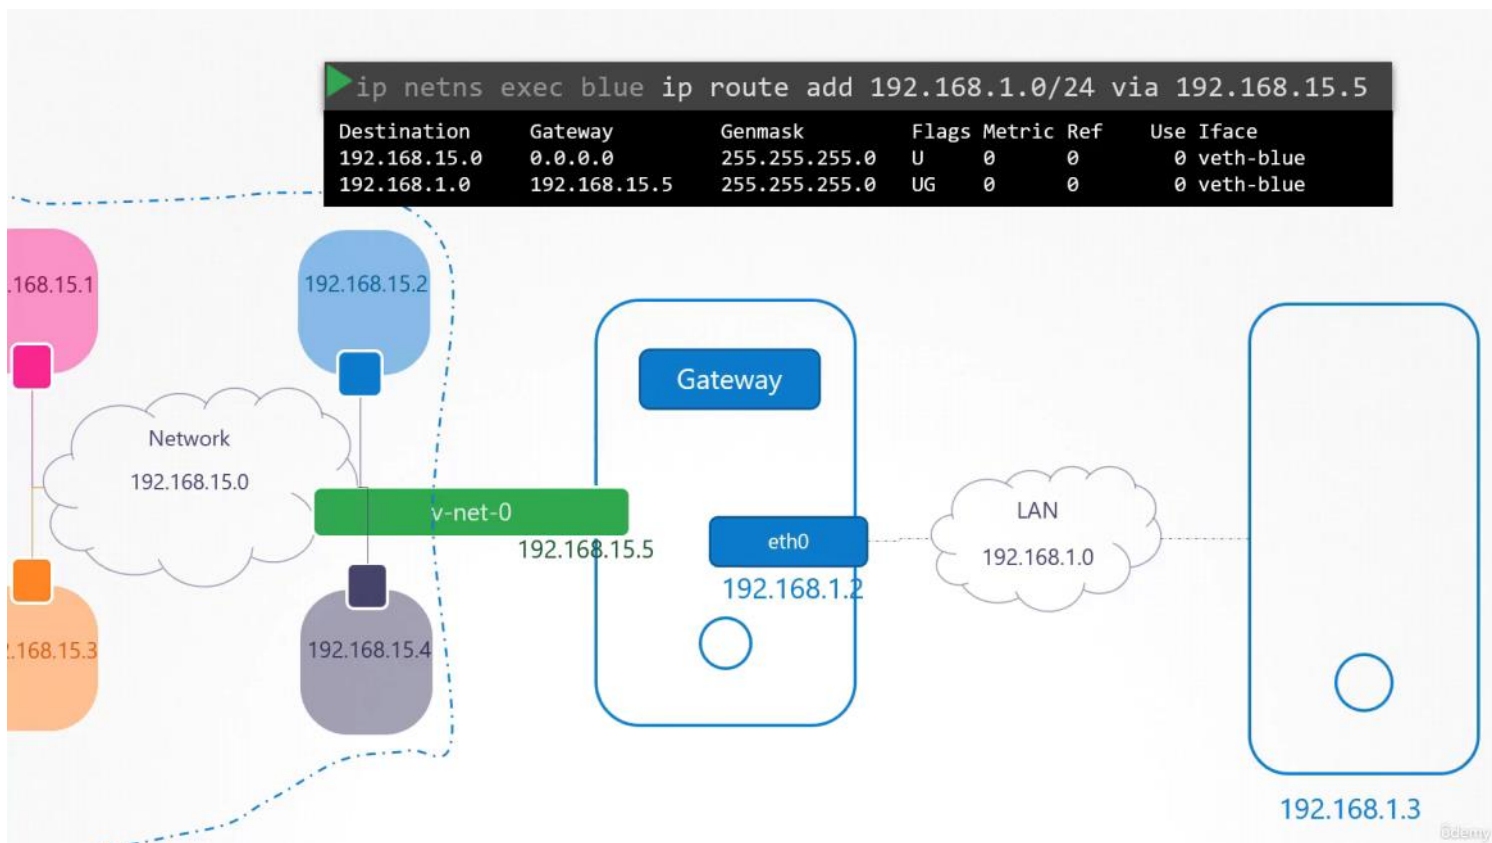 ip netns exec blue ip route add 192.168.1.0/24 via 192.168.15.5
Destination Gateway Genmask Flags Metric Ref Use Iface
192.168.15.0 0.0.0.0 255.255.255.0 U 0 0 0 veth-blue
192.168.1.0 192.168.15.5 255.255.255.0 UG 0 0 0 veth-blue
.168.15.1
192.168.15.2
Network
192.168.15.0
v-net-0
192.168.15.5
.168.15.3
192.168.15.4
Gateway
eth0
192.168.1.2
LAN
192.168.1.0
192.168.1.3
ûdemy